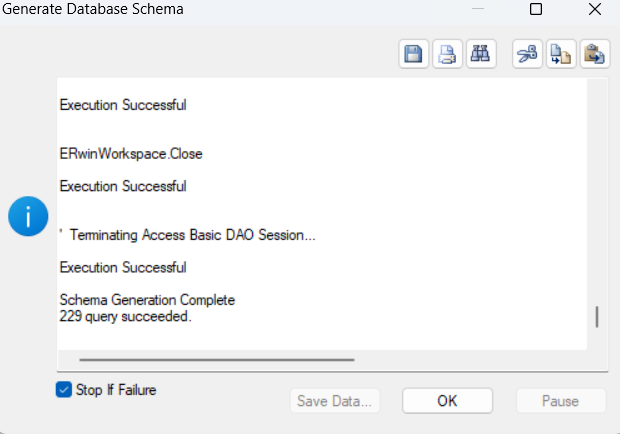 Generate Database Schema
Execution Successful
ERwinWorkspace.Close
Execution Successful
' Terminating Access Basic DAO Session...
Execution Successful
Schema Generation Complete
229 query succeeded.
Stop If Failure
Save Data...
OK
Pause